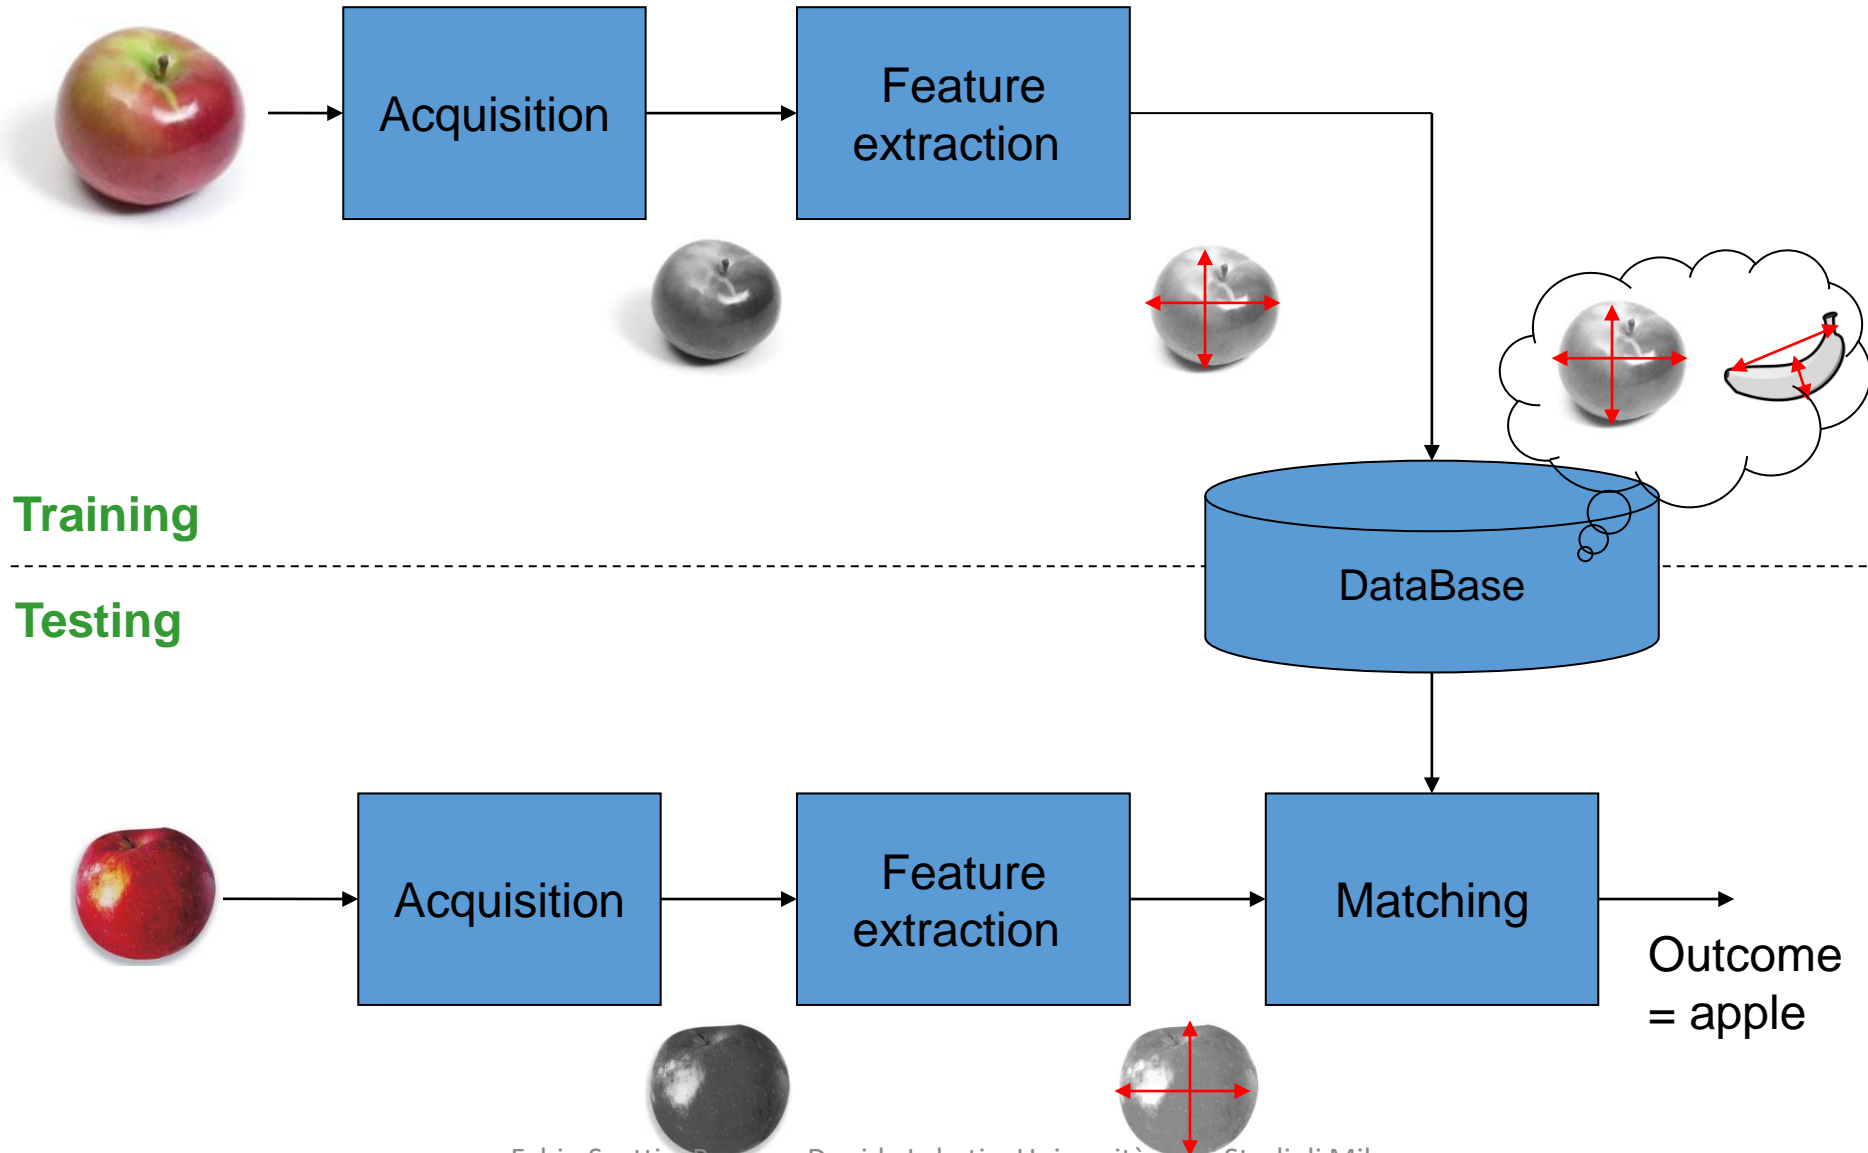 Acquisition
Feature
extraction
Training
DataBase
Testing
Acquisition
Feature
extraction
Matching
Outcome
= apple